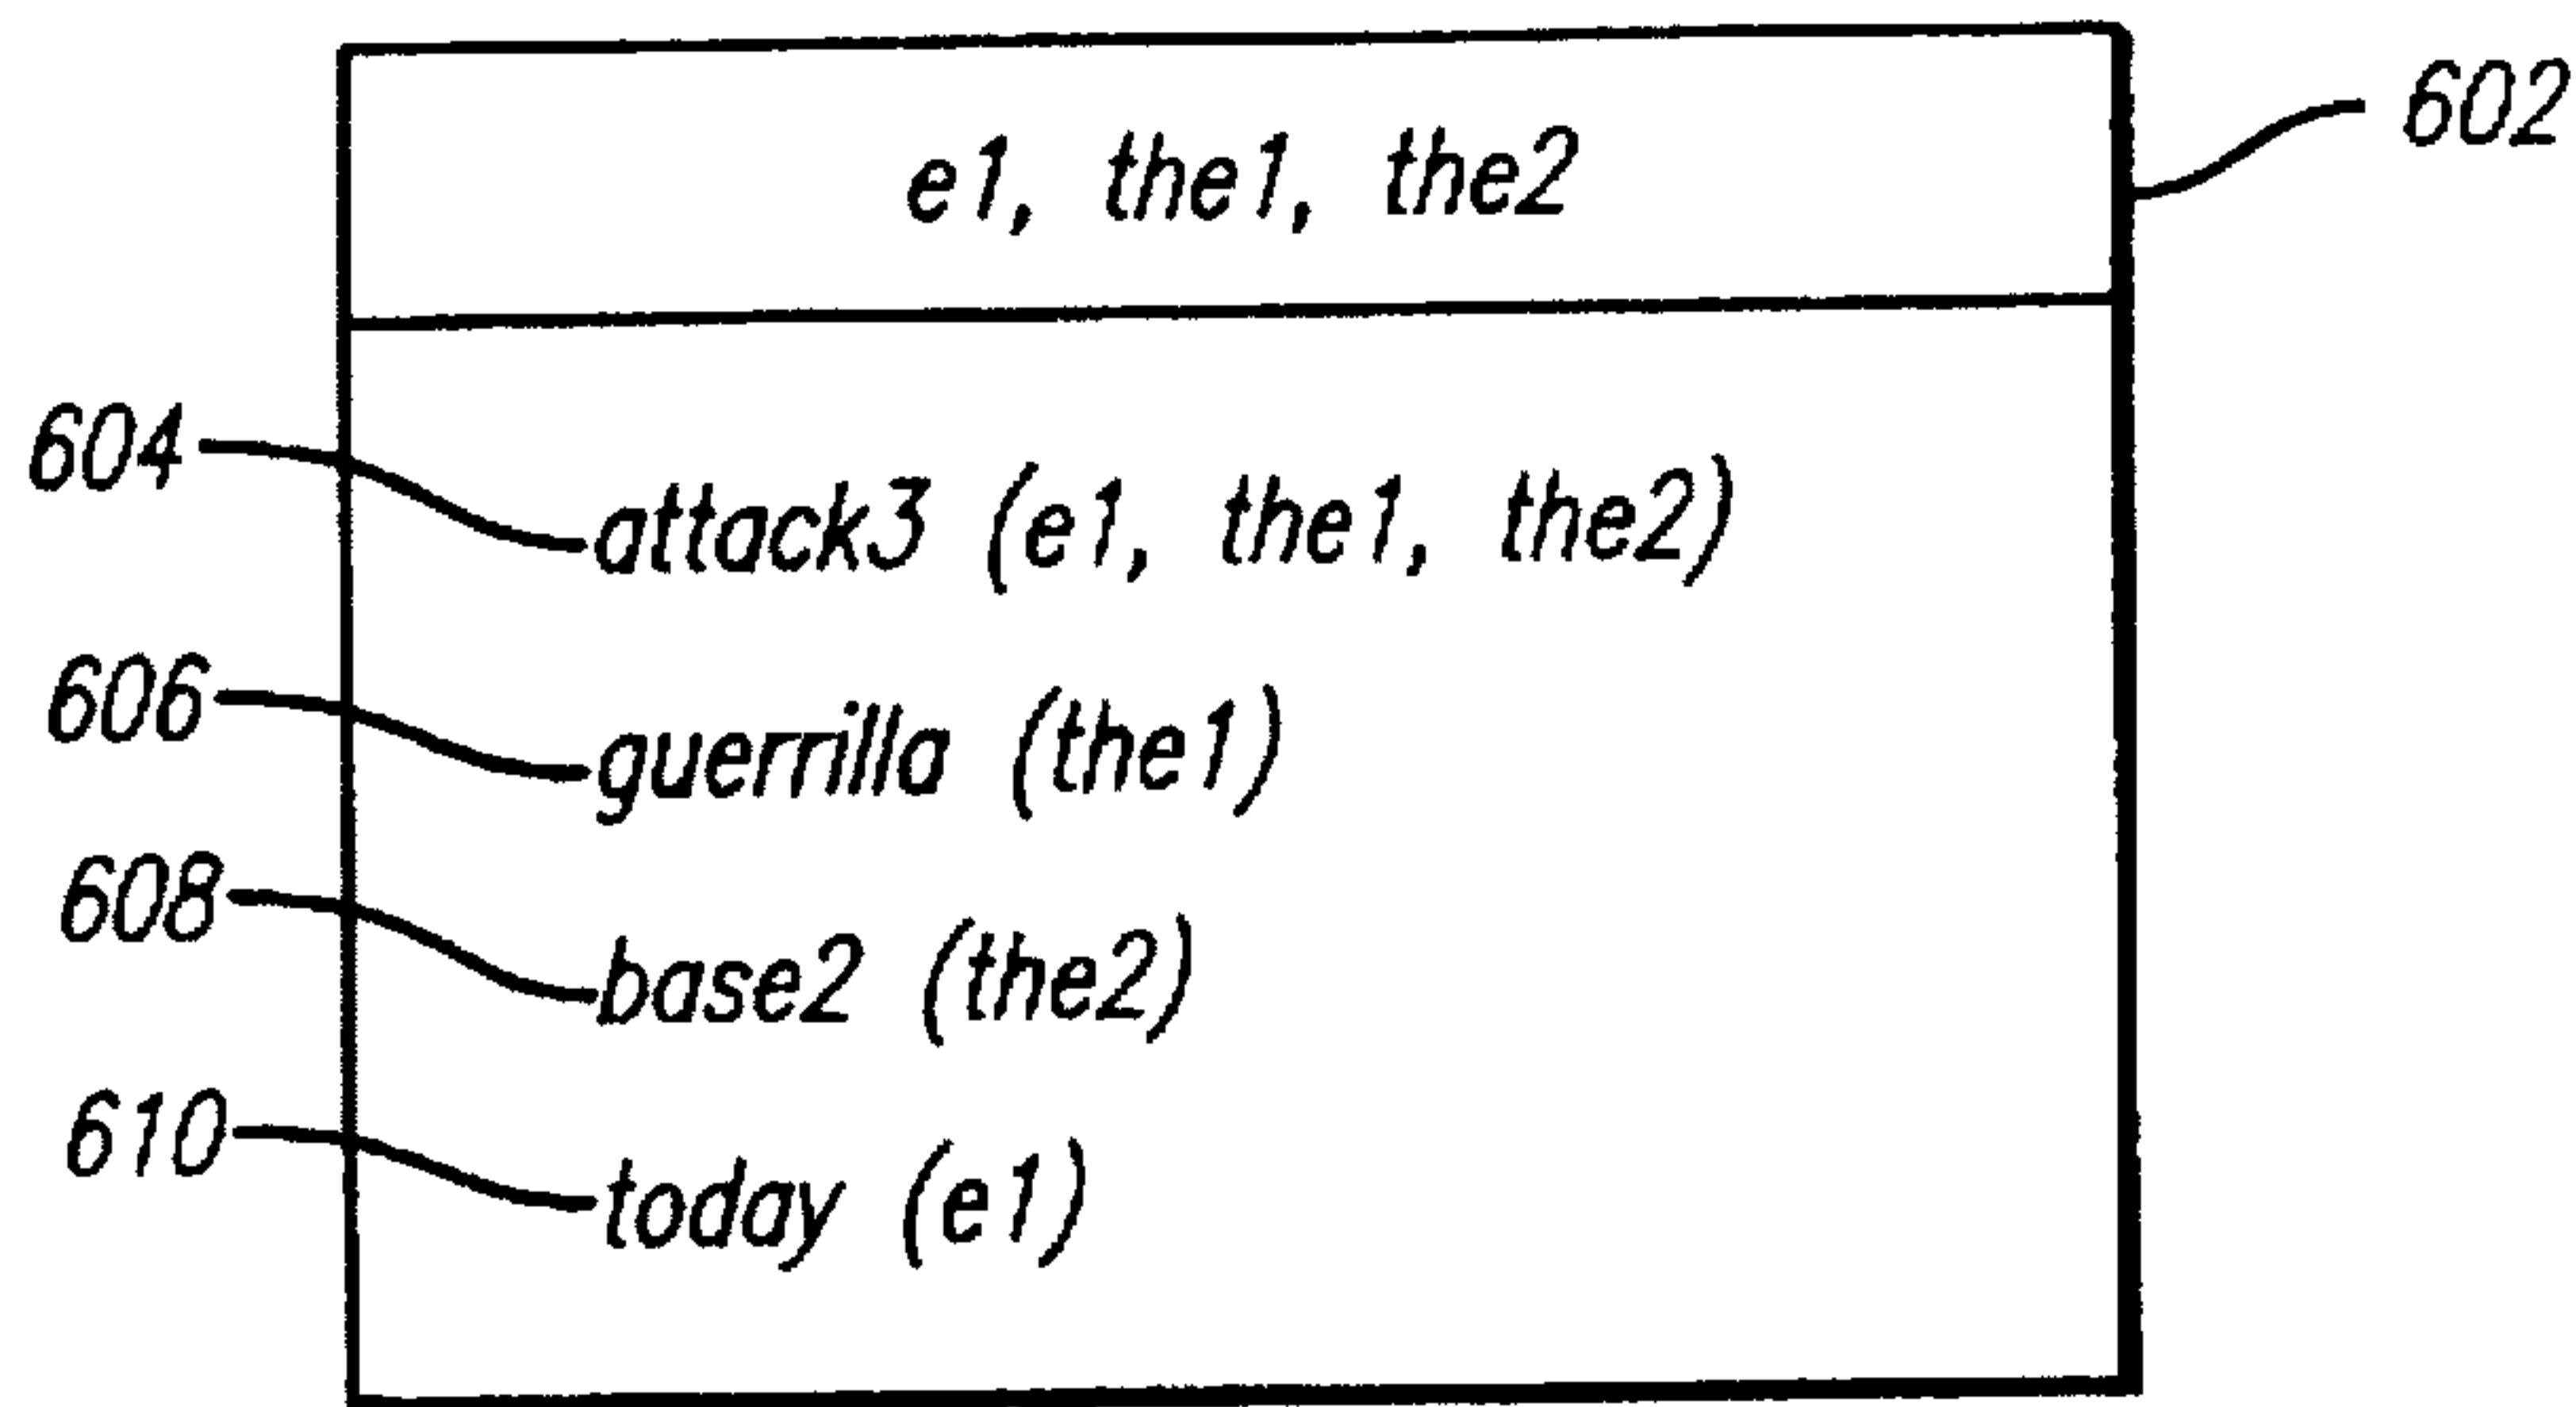 e1, the1, the2 602
604 attack3 (e1, the1, the2)
606 guerrilla (the1)
608 base2 (the2)
610 today (e1)